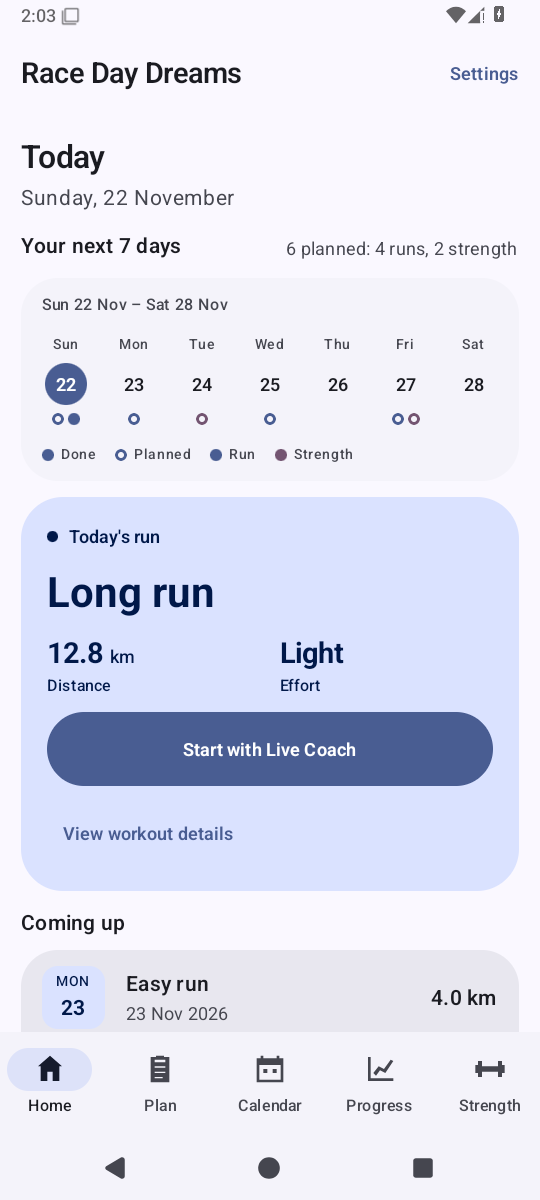 2:03
Race Day Dreams
Settings
Today
Sunday, 22 November
Your next 7 days
6 planned: 4 runs, 2 strength
Sun 22 Nov – Sat 28 Nov
Sun Mon Tue Wed Thu Fri Sat
22 23 24 25 26 27 28
Done Planned Run Strength
Today's run
Long run
12.8 km Light
Distance Effort
Start with Live Coach
View workout details
Coming up
MON
23
Easy run
23 Nov 2026
4.0 km
Home Plan Calendar Progress Strength